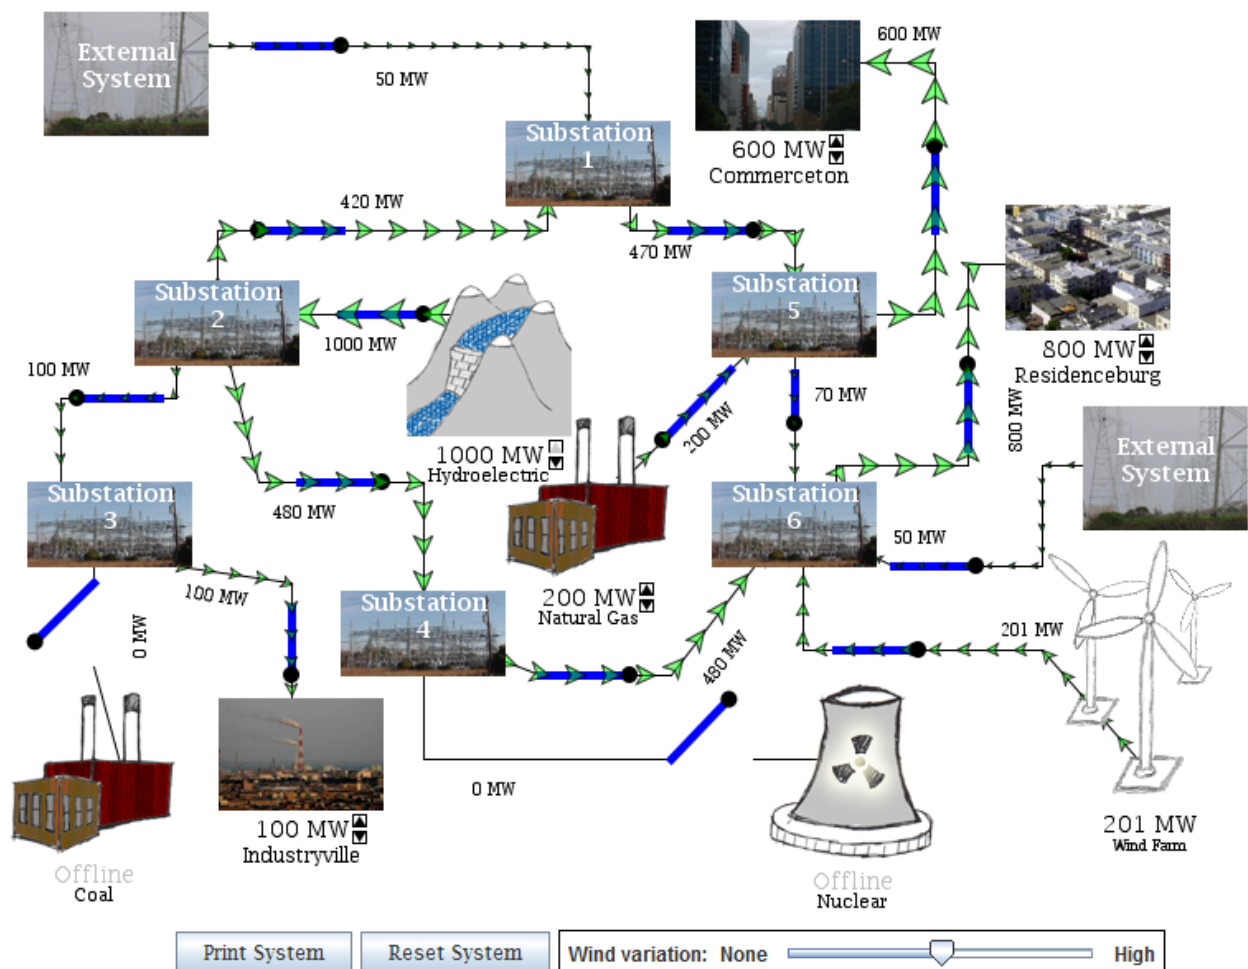 External
System
50 MW
600 MW
Substation
1
600 MW
Commerceton
420 MW
470 MW
Substation
2
1000 MW
Substation
5
800 MW
Residenceburg
100 MW
70 MW
200 MW
800 MW
1000 MW
Hydroelectric
External
System
Substation
3
480 MW
Substation
6
50 MW
100 MW
200 MW
Natural Gas
Substation
4
0 MW
480 MW
201 MW
0 MW
100 MW
Industryville
201 MW
Wind Farm
Offline
Coal
Offline
Nuclear
Print System
Reset System
Wind variation: None
High